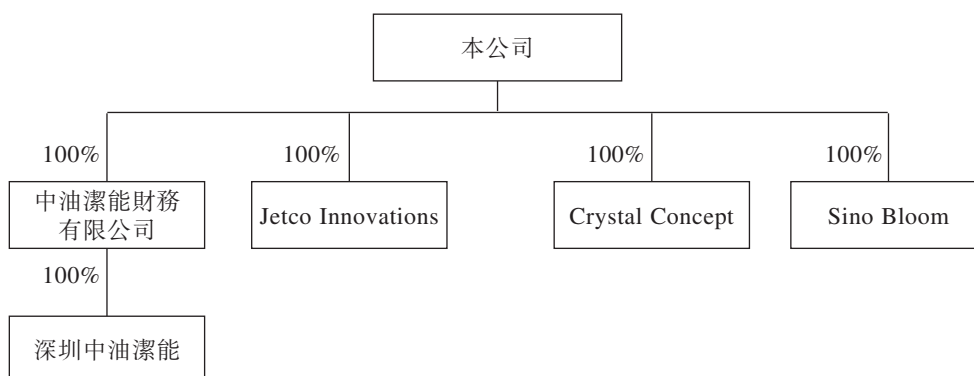 本公司
100%
100%
100%
100%
中油潔能財務
有限公司
Jetco Innovations
Crystal Concept
Sino Bloom
100%
深圳中油潔能